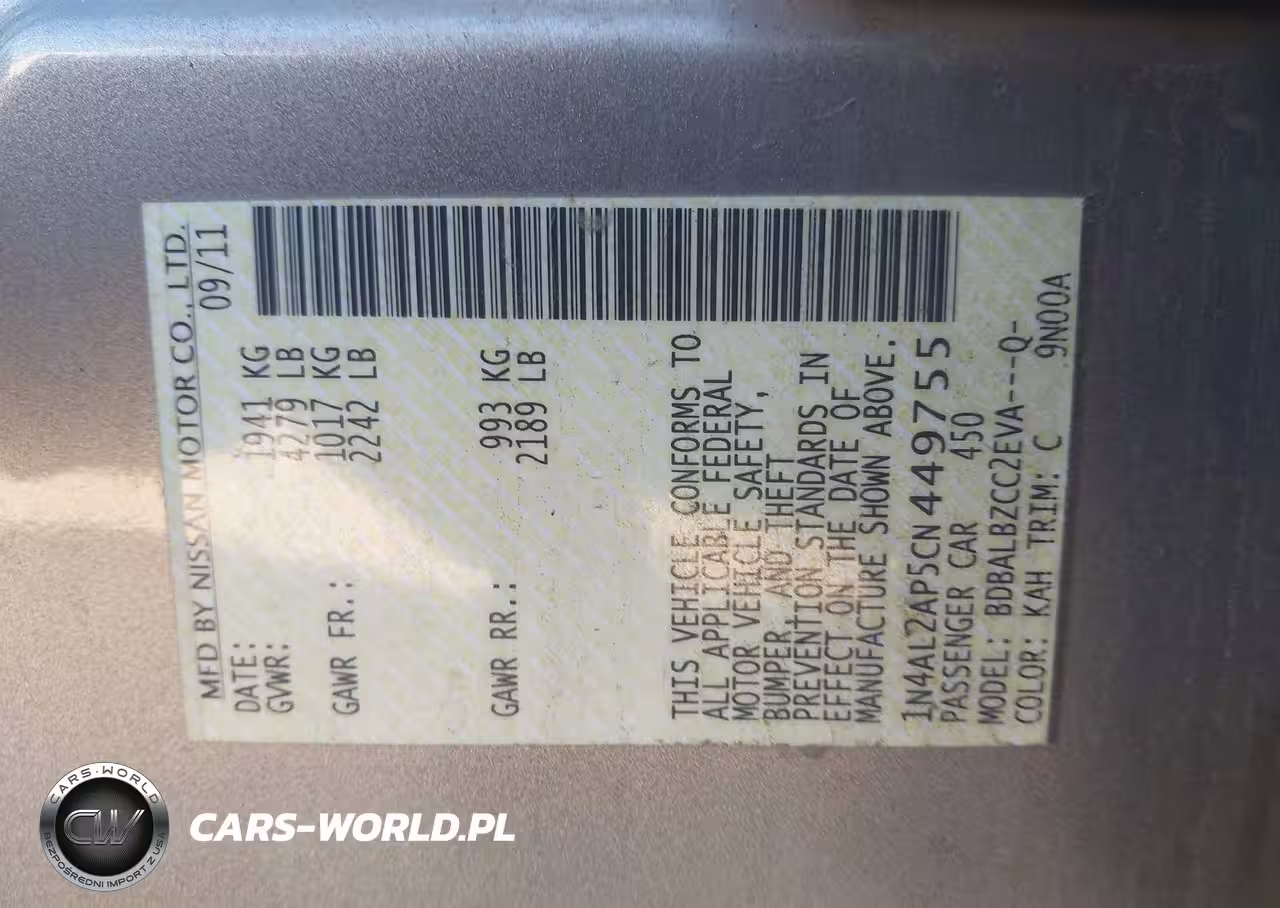 MFD BY NISSAN MOTOR CO., LTD.
DATE: 09/11
GVWR: 1941 KG
4279 LB
GAWR FR.: 1017 KG
2242 LB
GAWR RR.: 993 KG
2189 LB
THIS VEHICLE CONFORMS TO
ALL APPLICABLE FEDERAL
MOTOR VEHICLE SAFETY,
BUMPER AND THEFT
PREVENTION STANDARDS IN
EFFECT ON THE DATE OF
MANUFACTURE SHOWN ABOVE.
1N4AL2AP5CN449755
PASSENGER CAR 450
MODEL: BDBALBZCC2EVA---Q-
COLOR: KAH TRIM: C 9N00A
CARS-WORLD
CW
BEZPOŚREDNI IMPORT Z USA
CARS-WORLD.PL